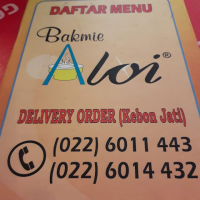 DAFTAR MENU
Bakmie
Aloi®
DELIVERY ORDER (Kebon Jati)
(022) 6011 443
(022) 6014 432